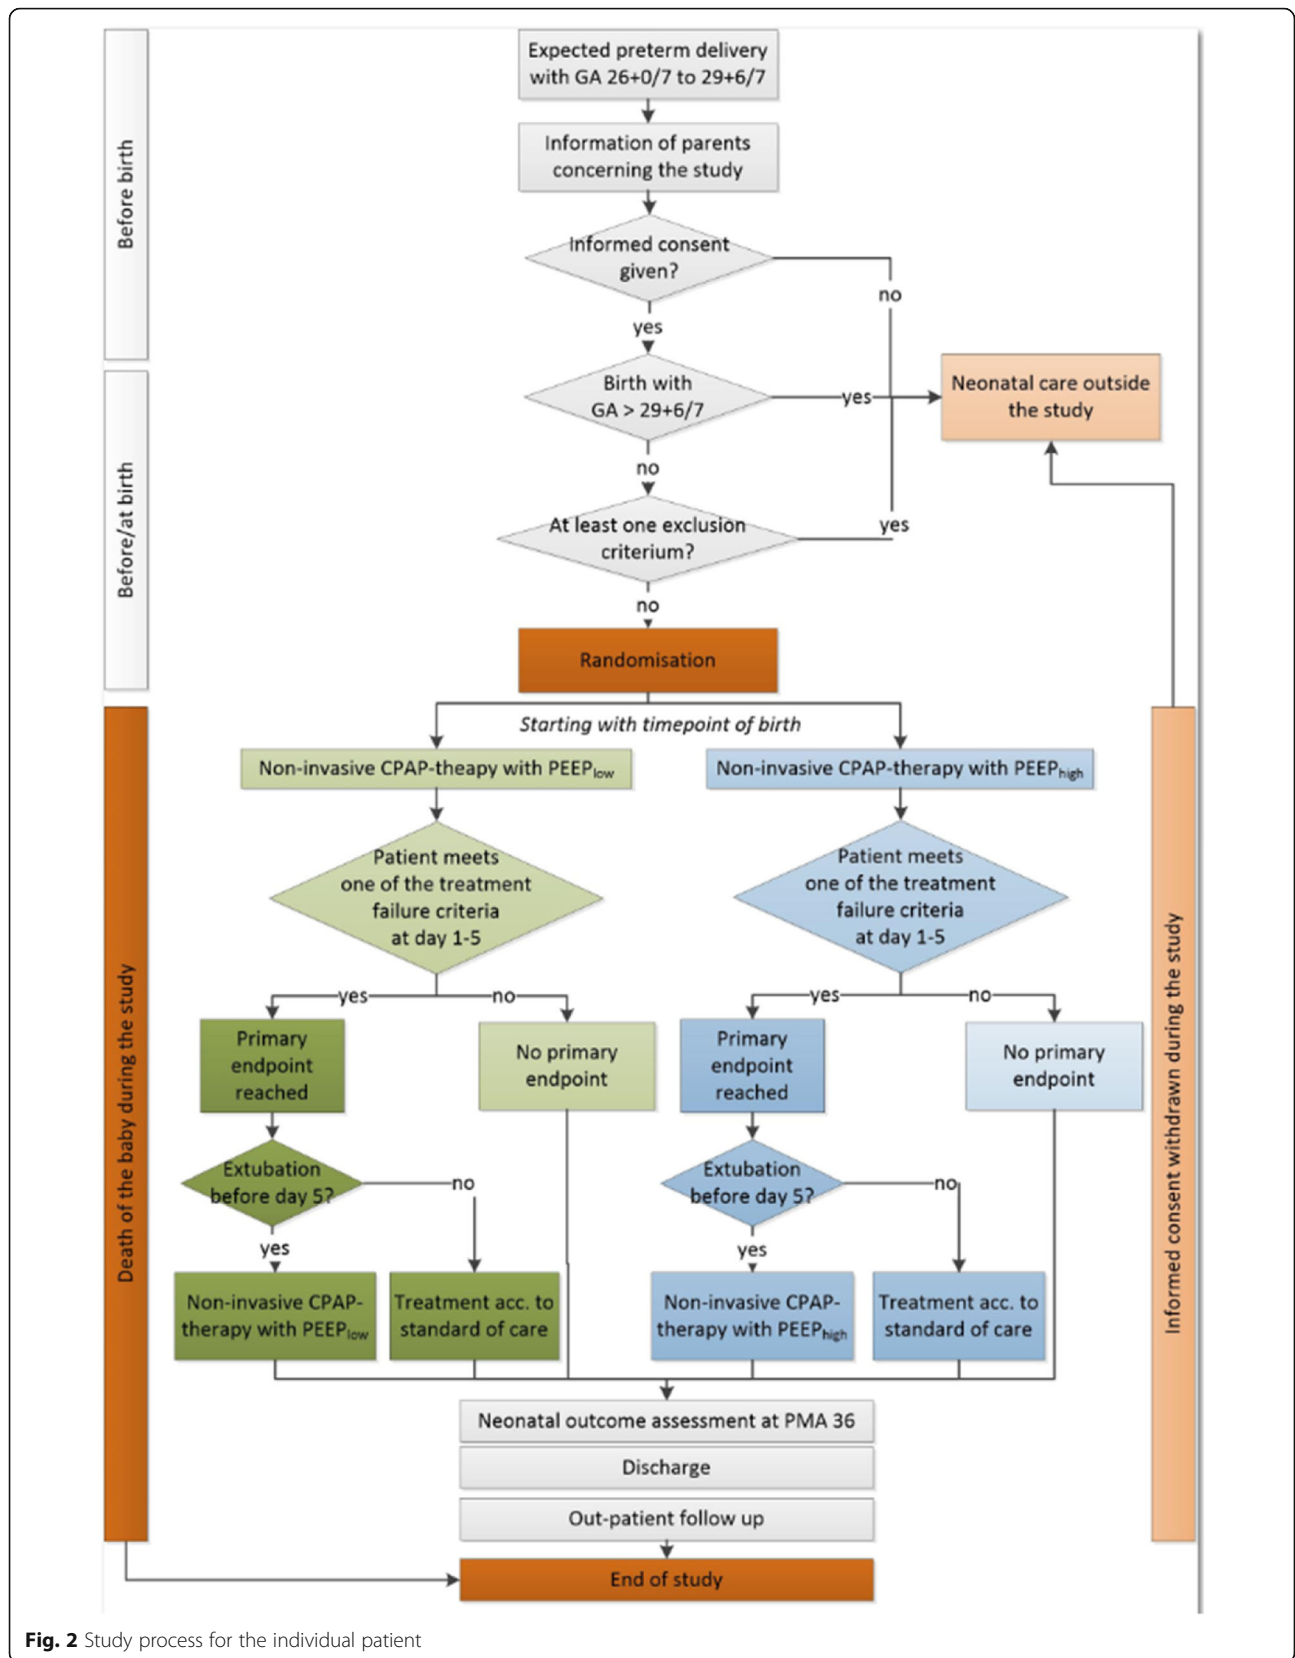 Expected preterm delivery
with GA 26+0/7 to 29+6/7
Before birth
Information of parents
concerning the study
Informed consent
given?
no
yes
Before/at birth
Birth with
GA > 29+6/7
yes
Neonatal care outside
the study
no
At least one exclusion
criterium?
yes
no
Randomisation
Starting with timepoint of birth
Death of the baby during the study
Informed consent withdrawn during the study
Non-invasive CPAP-theapy with PEEPlow
Non-invasive CPAP-therapy with PEEPhigh
Patient meets
one of the treatment
failure criteria
at day 1-5
Patient meets
one of the treatment
failure criteria
at day 1-5
yes
no
yes
no
Primary
endpoint
reached
No primary
endpoint
Primary
endpoint
reached
No primary
endpoint
Extubation
before day 5?
no
yes
Extubation
before day 5?
no
yes
Non-invasive CPAP-
therapy with PEEPlow
Treatment acc. to
standard of care
Non-invasive CPAP-
therapy with PEEPhigh
Treatment acc. to
standard of care
Neonatal outcome assessment at PMA 36
Discharge
Out-patient follow up
End of study
Fig. 2 Study process for the individual patient